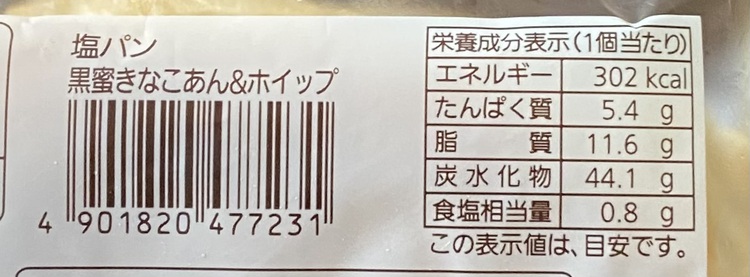 塩パン
黒蜜きなこあん&ホイップ
4 901820 477231
栄養成分表示(1個当たり)
エネルギー 302 kcal
たんぱく質 5.4 g
脂質 11.6 g
炭水化物 44.1 g
食塩相当量 0.8 g
この表示値は、目安です。